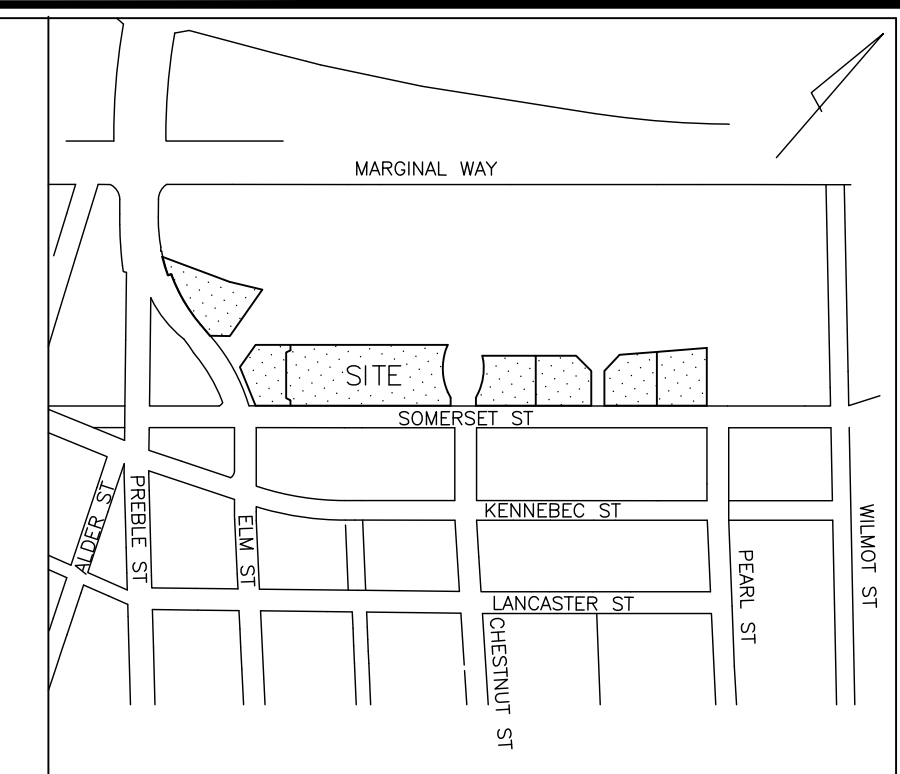 MARGINAL WAY
SITE
SOMERSET ST
KENNEBEC ST
ALDER ST
PREBLE ST
ELM ST
WILMOT ST
PEARL ST
LANCASTER ST
CHESTNUT ST